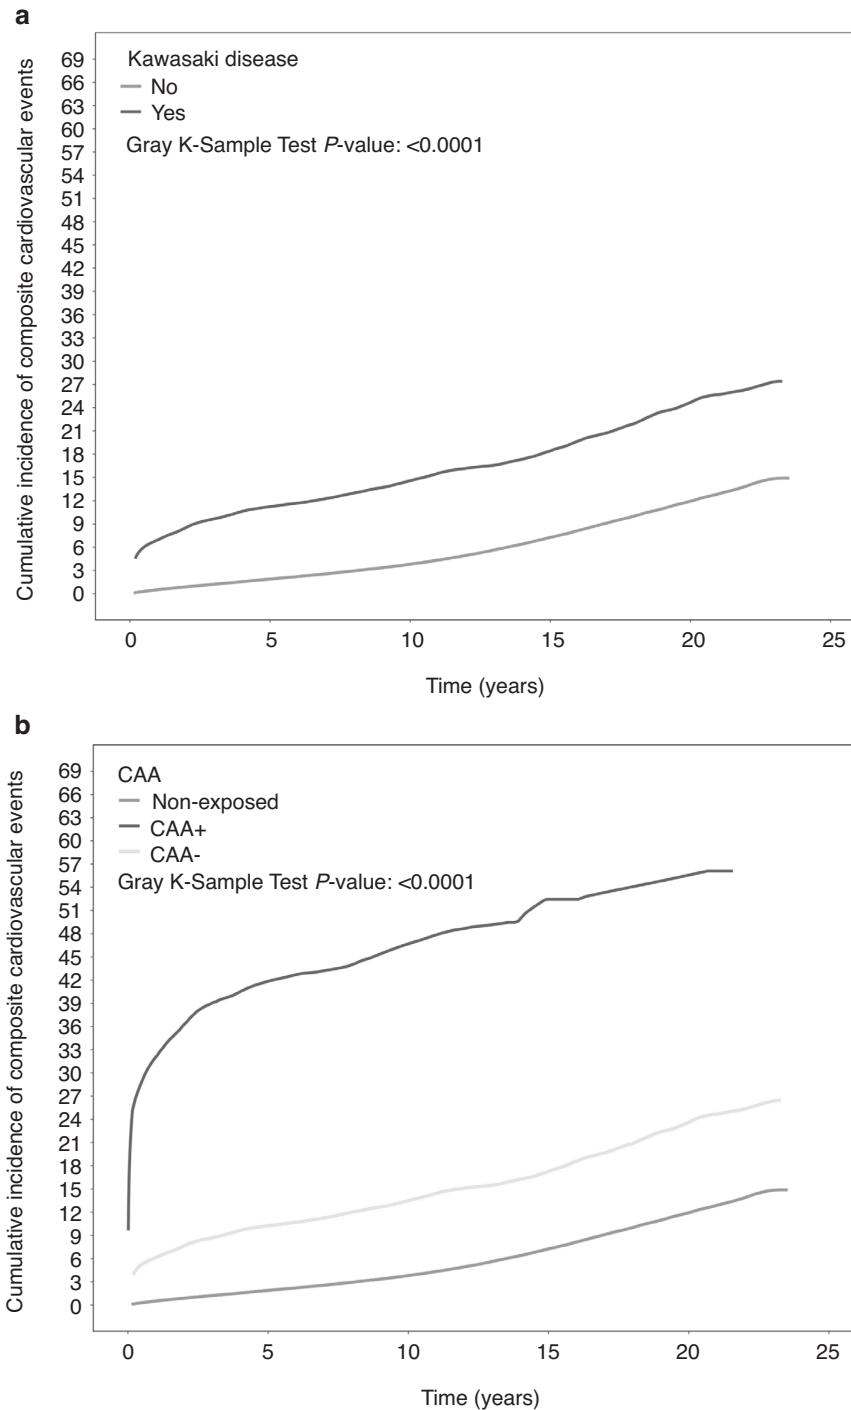 a
Cumulative incidence of composite cardiovascular events
69
66
63
60
57
54
51
48
45
42
39
36
33
30
27
24
21
18
15
12
9
6
3
0
Kawasaki disease
No
Yes
Gray K-Sample Test P-value: <0.0001
0 5 10 15 20 25
Time (years)
b
Cumulative incidence of composite cardiovascular events
69
66
63
60
57
54
51
48
45
42
39
36
33
30
27
24
21
18
15
12
9
6
3
0
CAA
Non-exposed
CAA+
CAA-
Gray K-Sample Test P-value: <0.0001
0 5 10 15 20 25
Time (years)